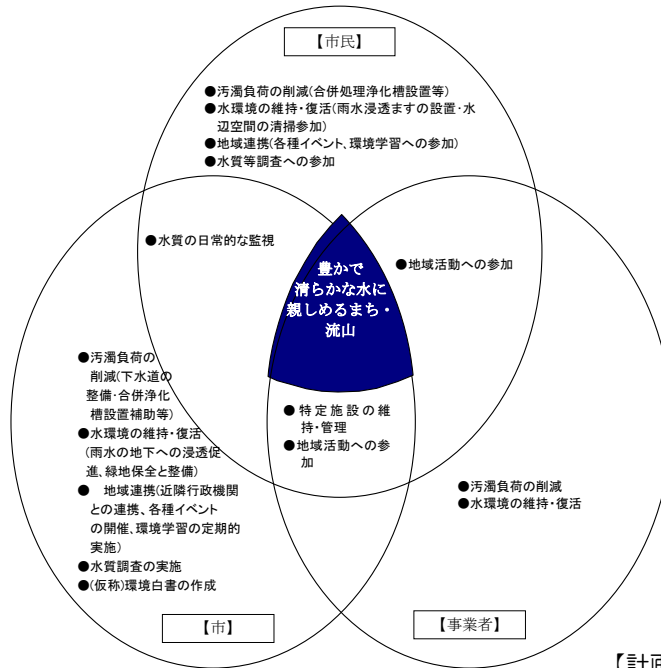 【市民】
●汚濁負荷の削減(合併処理浄化槽設置等)
●水環境の維持・復活(雨水浸透ますの設置・水
辺空間の清掃参加)
●地域連携(各種イベント、環境学習への参加)
●水質等調査への参加
●水質の日常的な監視
●地域活動への参加
豊かで
清らかな水に
親しめるまち・
流山
●汚濁負荷の
削減(下水道の
整備・合併浄化
槽設置補助等)
●水環境の維持・復活
(雨水の地下への浸透促
進、緑地保全と整備)
● 地域連携(近隣行政機関
との連携、各種イベント
の開催、環境学習の定期的
実施)
●水質調査の実施
●(仮称)環境白書の作成
●特定施設の維
持・管理
●地域活動への参
加
●汚濁負荷の削減
●水環境の維持・復活
【市】
【事業者】
【計画